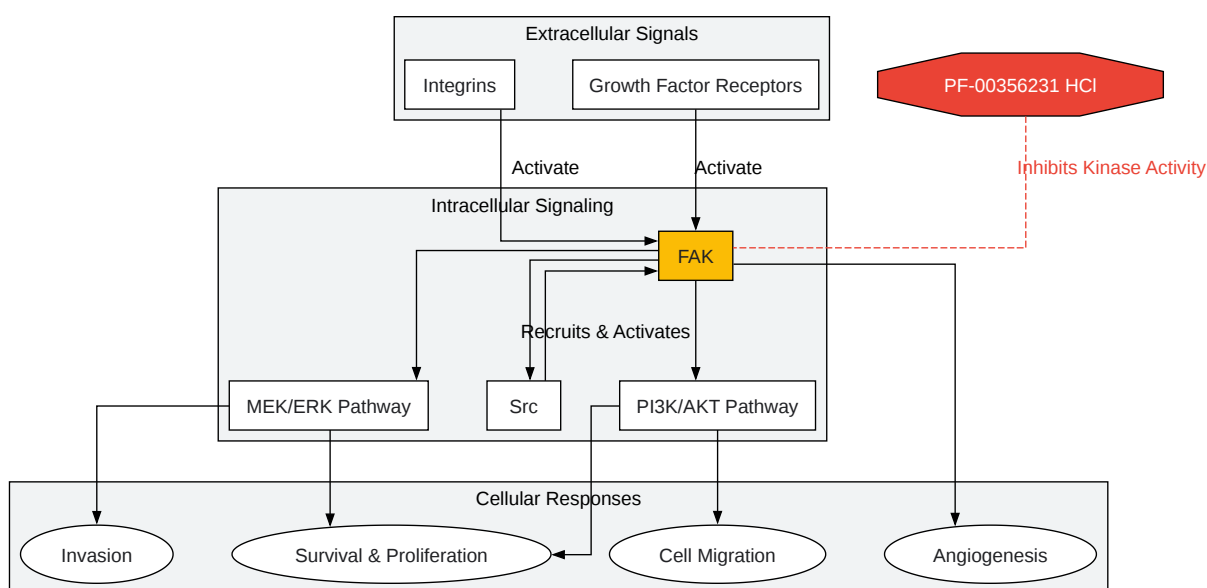 Extracellular Signals
Integrins
Growth Factor Receptors
PF-00356231 HCl
Activate
Activate
Inhibits Kinase Activity
Intracellular Signaling
FAK
Recruits & Activates
MEK/ERK Pathway
Src
PI3K/AKT Pathway
Cellular Responses
Invasion
Survival & Proliferation
Cell Migration
Angiogenesis